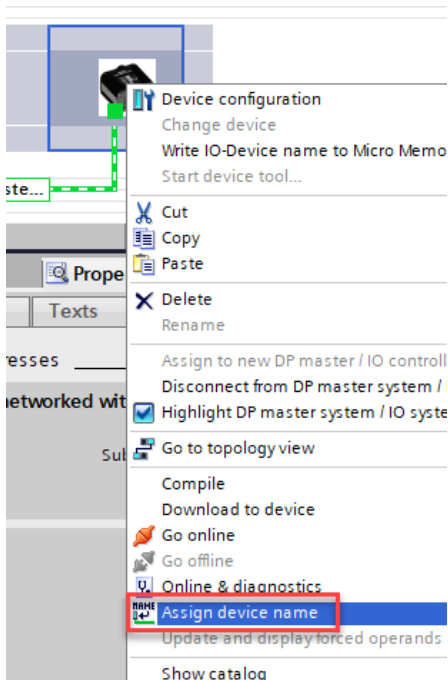 Device configuration
Change device
Write IO-Device name to Micro Memo
Start device tool...
ste...
Cut
Copy
Paste
Prope
Delete
Texts
Rename
resses
Assign to new DP master / IO controll
Disconnect from DP master system /
networked wit
Highlight DP master system / IO syste
Sub
Go to topology view
Compile
Download to device
Go online
Go offline
Online & diagnostics
NAME
Assign device name
Update and display forced operands
Show catalog